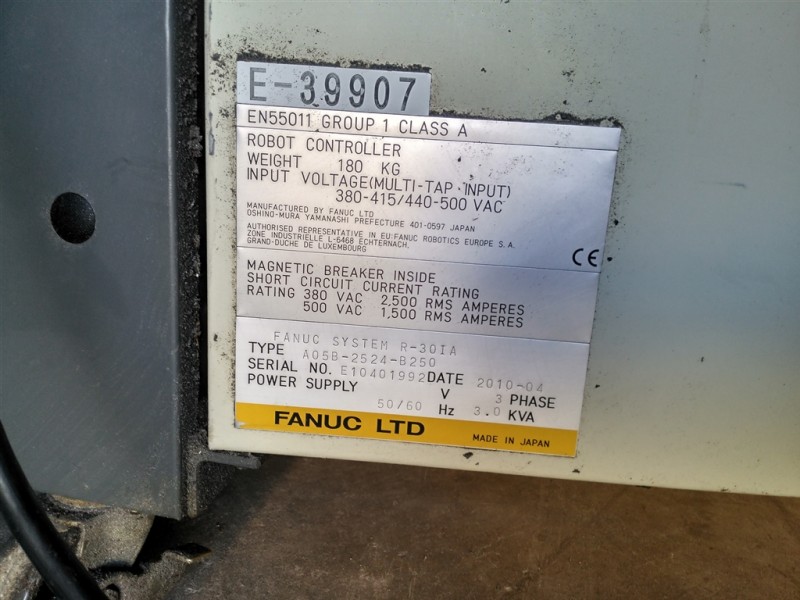 E-39907
EN55011 GROUP 1 CLASS A
ROBOT CONTROLLER
WEIGHT 180 KG
INPUT VOLTAGE(MULTI-TAP INPUT)
380-415/440-500 VAC
MANUFACTURED BY FANUC LTD
OSHINO-MURA YAMANASHI PREFECTURE 401-0597 JAPAN
AUTHORISED REPRESENTATIVE IN EU:FANUC ROBOTICS EUROPE S.A.
ZONE INDUSTRIELLE L-6468 ECHTERNACH.
GRAND-DUCHE DE LUXEMBOURG
CE
MAGNETIC BREAKER INSIDE
SHORT CIRCUIT CURRENT RATING
RATING 380 VAC 2,500 RMS AMPERES
500 VAC 1,500 RMS AMPERES
FANUC SYSTEM R-30IA
TYPE A05B-2524-B250
SERIAL NO. E10401992 DATE 2010-04
POWER SUPPLY V 3 PHASE
50/60 Hz 3.0 KVA
FANUC LTD MADE IN JAPAN